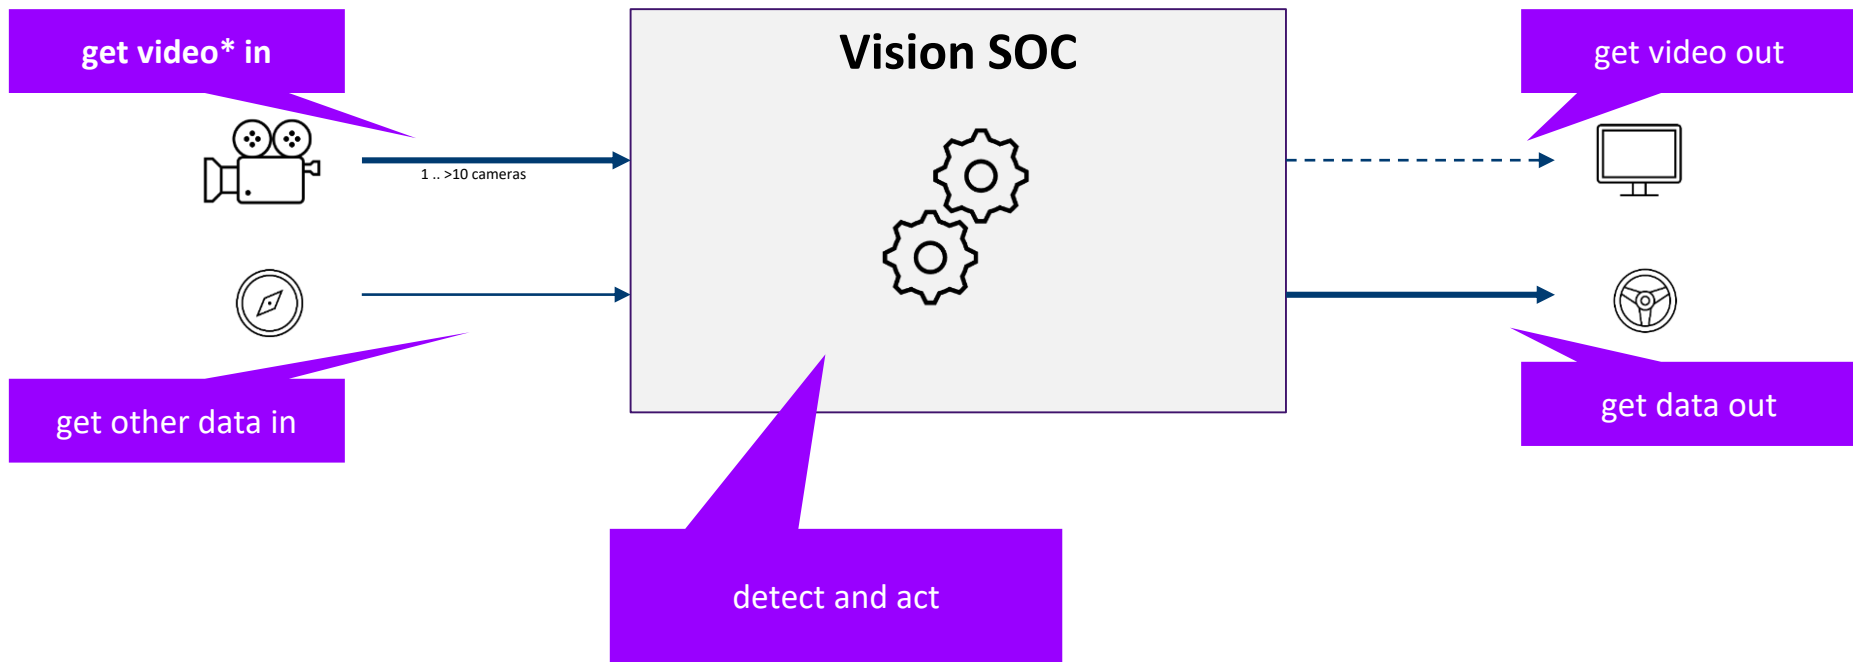 get video* in
Vision SOC
get video out
1 .. >10 cameras
get other data in
get data out
detect and act